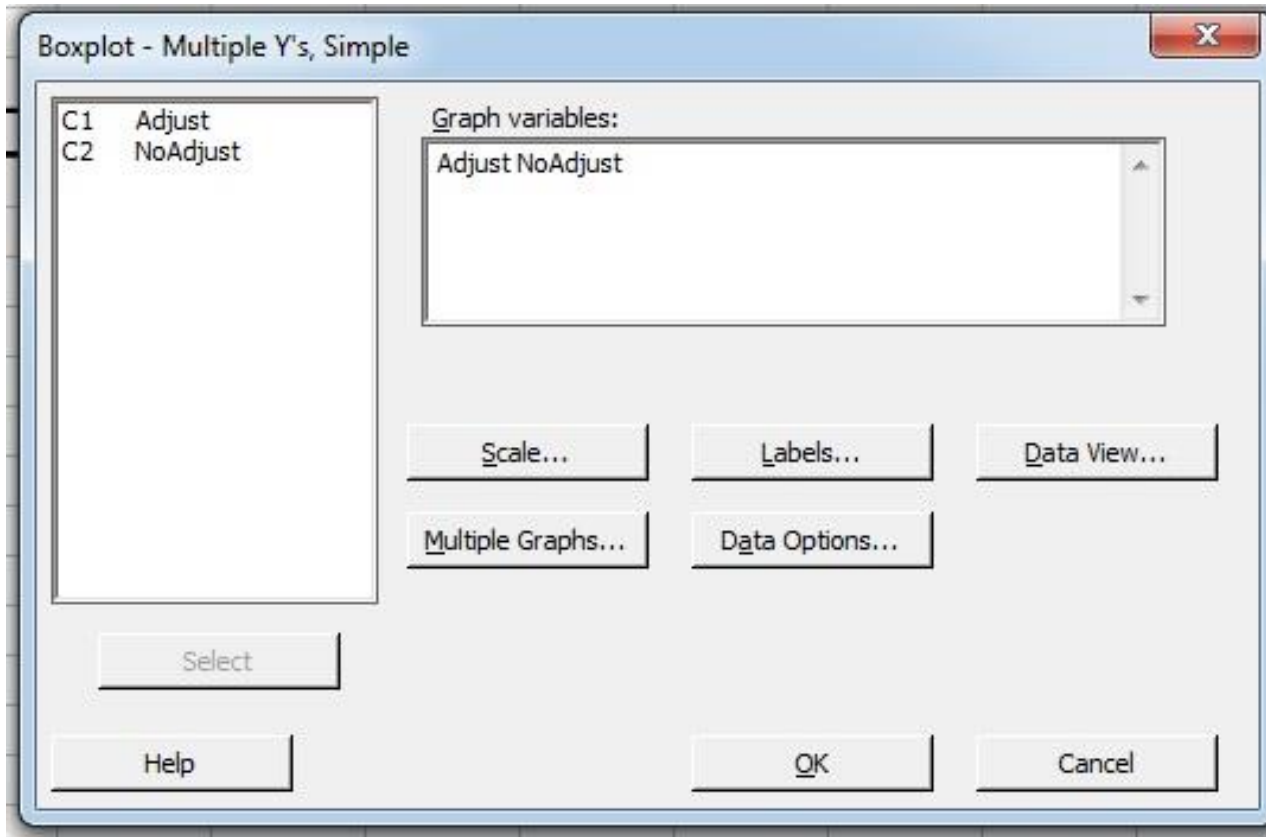 Boxplot - Multiple Y's, Simple
C1 Adjust
C2 NoAdjust
Graph variables:
Adjust NoAdjust
Scale...
Labels...
Data View...
Multiple Graphs...
Data Options...
Select
Help
OK
Cancel